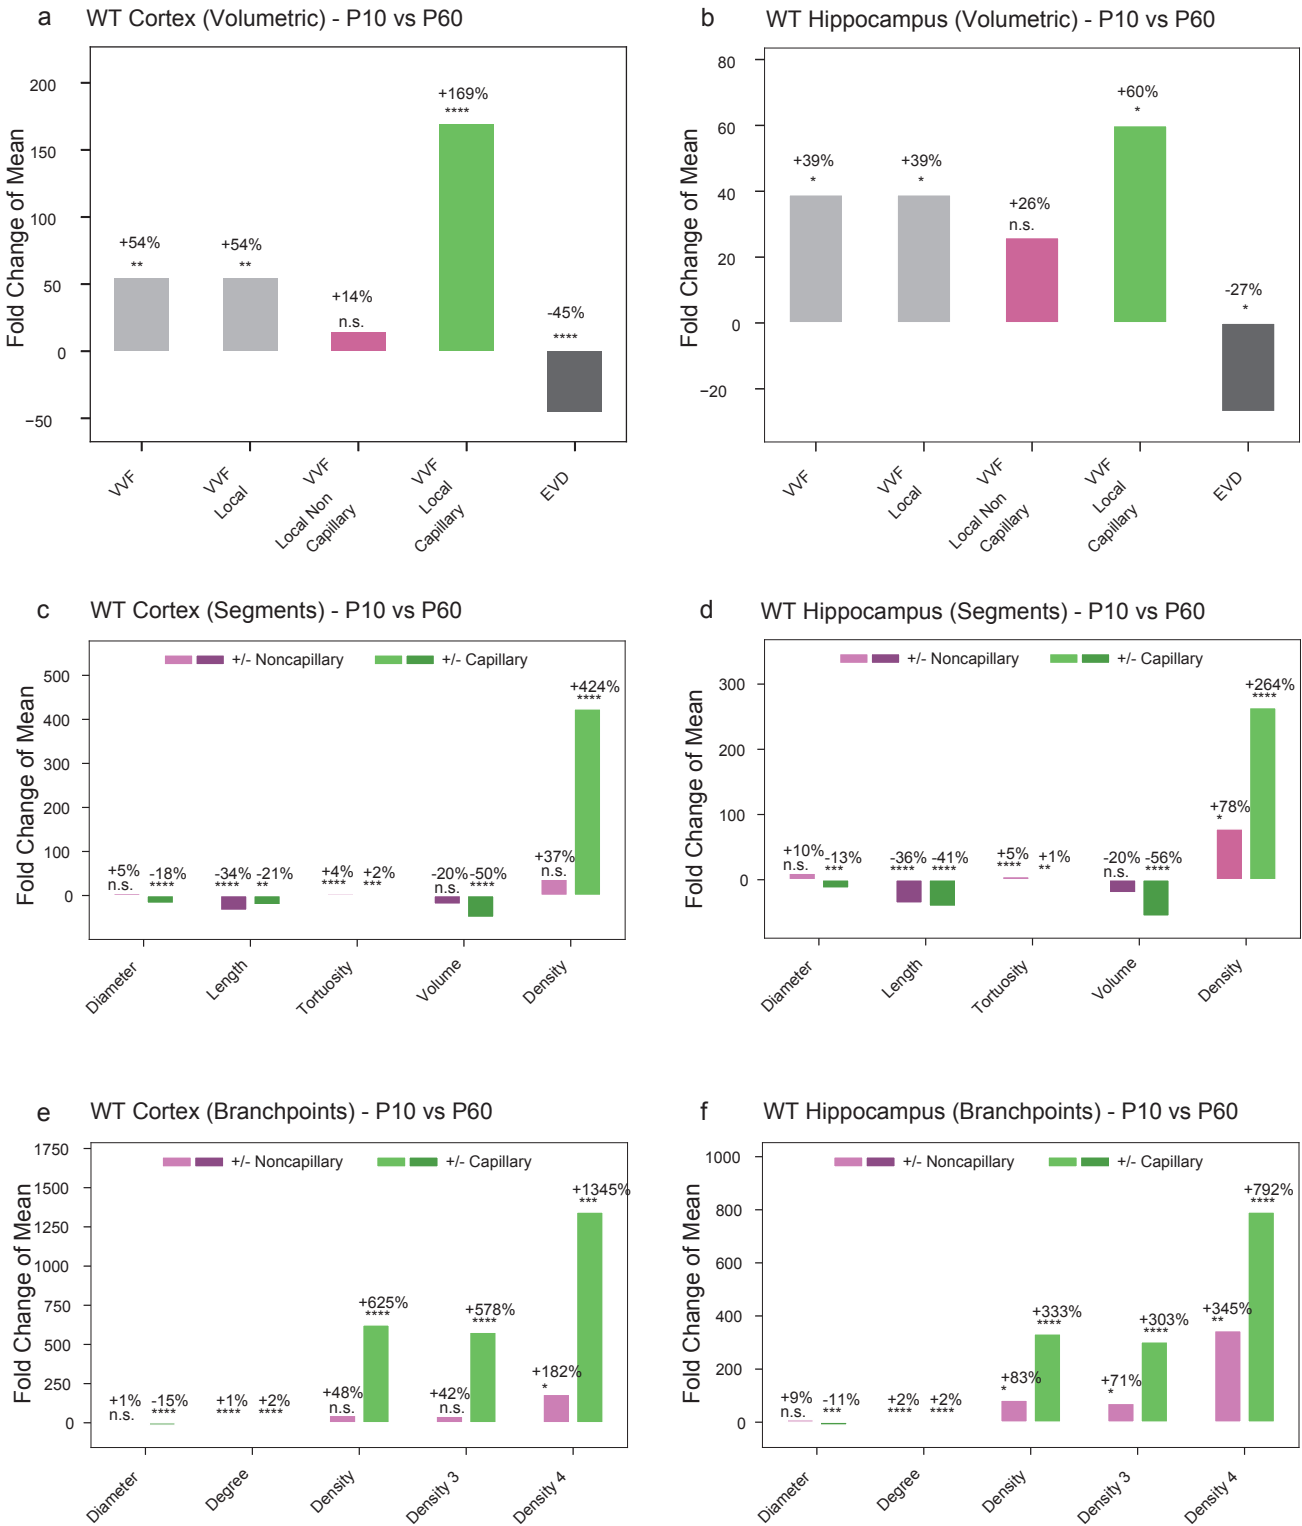 a WT Cortex (Volumetric) - P10 vs P60
Fold Change of Mean
200
150
100
50
0
−50
+54%
**
+54%
**
+14%
n.s.
+169%
****
-45%
****
VVF
VVF
Local
VVF
Local Non
Capillary
VVF
Local
Capillary
EVD
b WT Hippocampus (Volumetric) - P10 vs P60
Fold Change of Mean
80
60
40
20
0
−20
+39%
*
+39%
*
+26%
n.s.
+60%
*
-27%
*
VVF
VVF
Local
VVF
Local Non
Capillary
VVF
Local
Capillary
EVD
c WT Cortex (Segments) - P10 vs P60
+/- Noncapillary +/- Capillary
Fold Change of Mean
500
400
300
200
100
0
+5%
n.s.
-18%
****
-34%
****
-21%
**
+4%
****
+2%
***
-20%
n.s.
-50%
****
+37%
n.s.
+424%
****
Diameter
Length
Tortuosity
Volume
Density
d WT Hippocampus (Segments) - P10 vs P60
+/- Noncapillary +/- Capillary
Fold Change of Mean
300
200
100
0
+10%
n.s.
-13%
***
-36%
****
-41%
****
+5%
****
+1%
**
-20%
n.s.
-56%
****
+78%
*
+264%
****
Diameter
Length
Tortuosity
Volume
Density
e WT Cortex (Branchpoints) - P10 vs P60
+/- Noncapillary +/- Capillary
Fold Change of Mean
1750
1500
1250
1000
750
500
250
0
+1%
n.s.
-15%
****
+1%
****
+2%
****
+48%
n.s.
+625%
****
+42%
n.s.
+578%
****
+182%
*
+1345%
***
Diameter
Degree
Density
Density 3
Density 4
f WT Hippocampus (Branchpoints) - P10 vs P60
+/- Noncapillary +/- Capillary
Fold Change of Mean
1000
800
600
400
200
0
+9%
n.s.
-11%
***
+2%
****
+2%
****
+83%
*
+333%
****
+71%
*
+303%
****
+345%
**
+792%
****
Diameter
Degree
Density
Density 3
Density 4